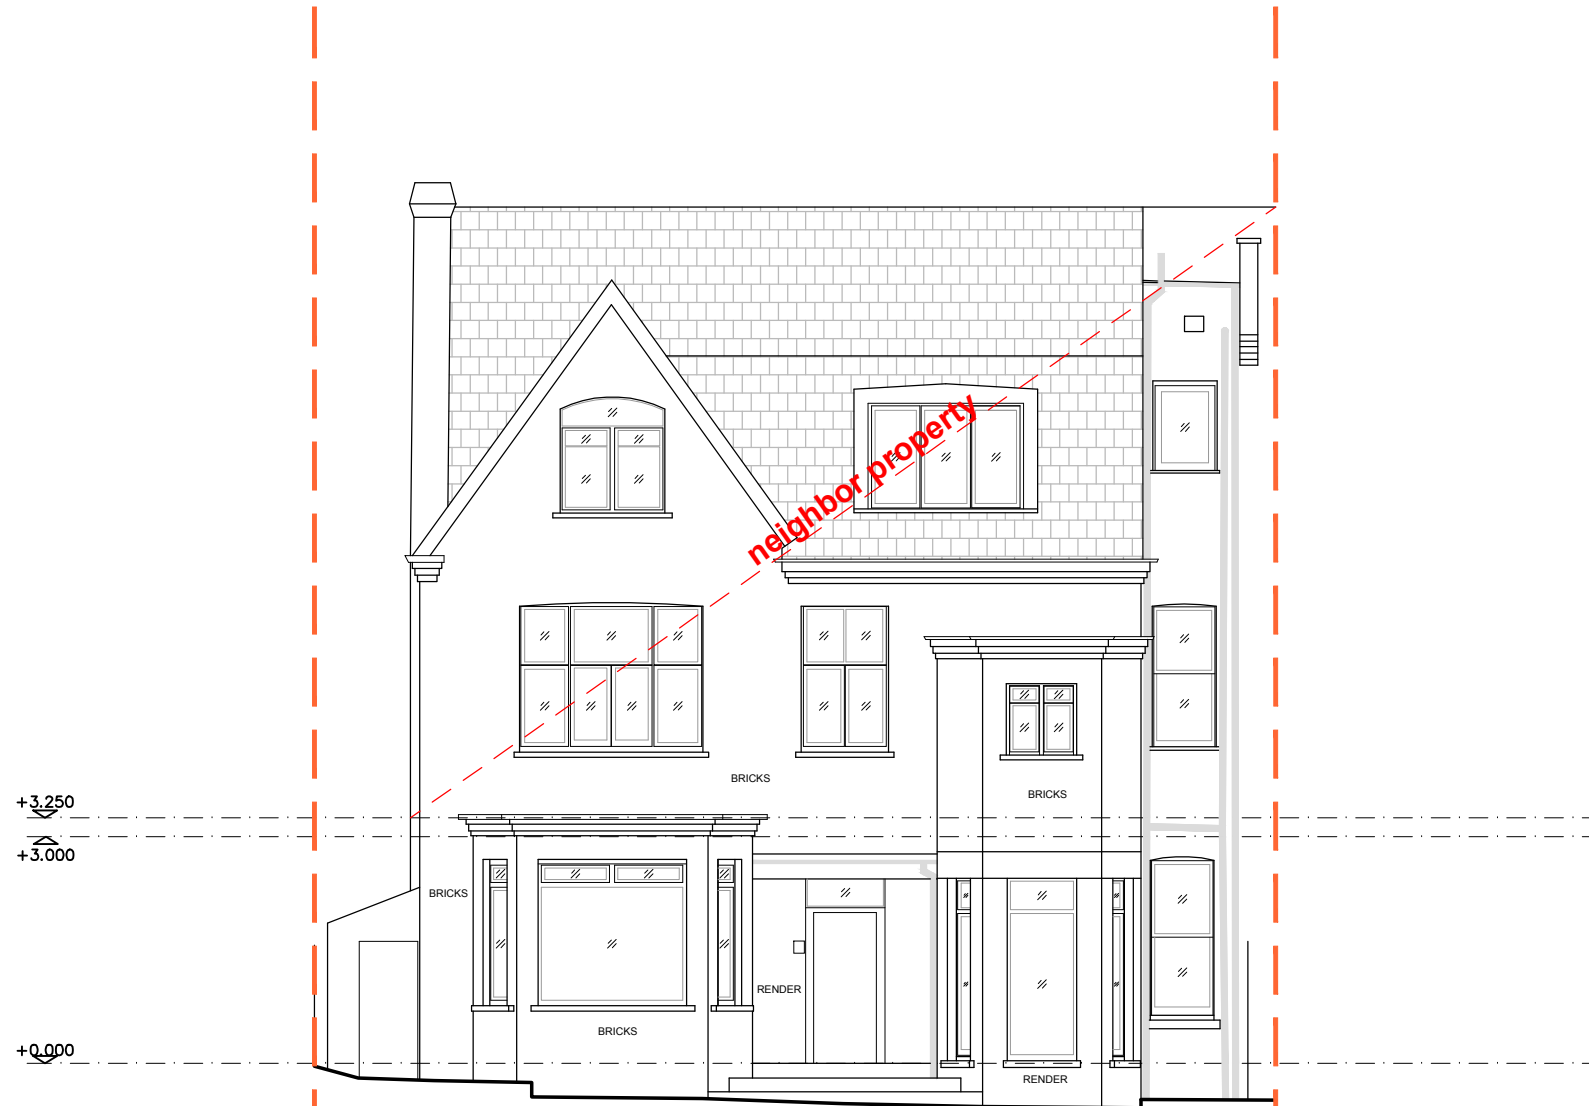 neighbor property
BRICKS
BRICKS
+3.250
+3.000
BRICKS
RENDER
BRICKS
+0.000
RENDER